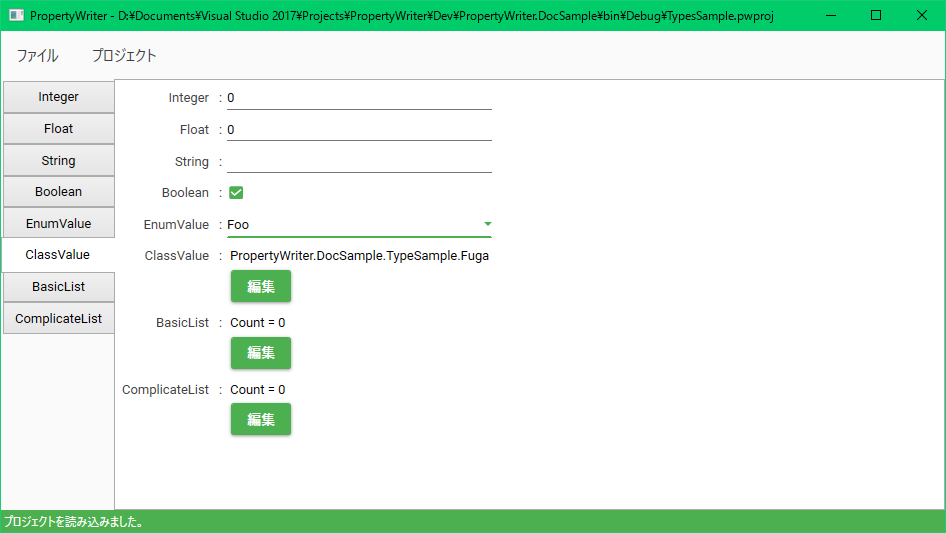 PropertyWriter - D:¥Documents¥Visual Studio 2017¥Projects¥PropertyWriter¥Dev¥PropertyWriter.DocSample¥bin¥Debug¥TypesSample.pwproj
ファイル プロジェクト
Integer
Float
String
Boolean
EnumValue
ClassValue
BasicList
ComplicateList
Integer : 0
Float : 0
String :
Boolean :
EnumValue : Foo
ClassValue : PropertyWriter.DocSample.TypeSample.Fuga
編集
BasicList : Count = 0
編集
ComplicateList : Count = 0
編集
プロジェクトを読み込みました。